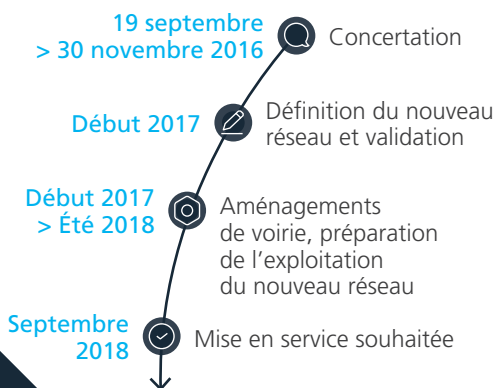 19 septembre
> 30 novembre 2016
Concertation
Début 2017
Définition du nouveau
réseau et validation
Début 2017
> Été 2018
Aménagements
de voirie, préparation
de l’exploitation
du nouveau réseau
Septembre
2018
Mise en service souhaitée